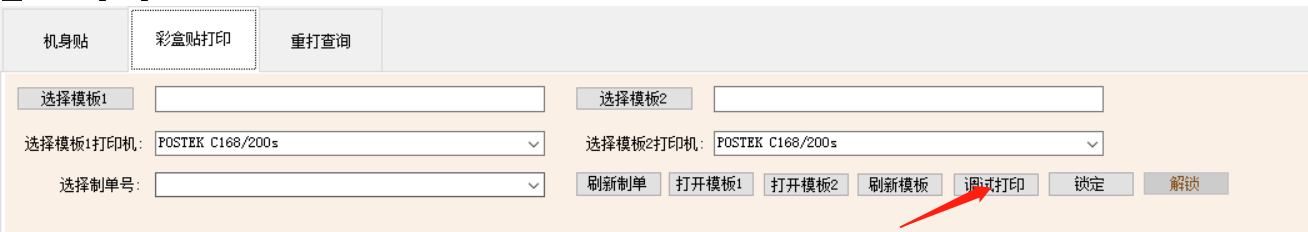 机身贴 彩盒贴打印 重打查询
选择模板1 选择模板2
选择模板1打印机: POSTEK C168/200s 选择模板2打印机: POSTEK C168/200s
选择制单号: 刷新制单 打开模板1 打开模板2 刷新模板 调试打印 锁定 解锁